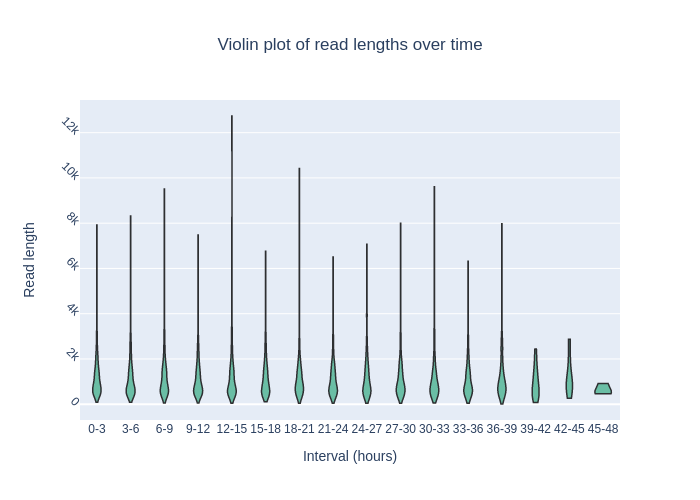 Violin plot of read lengths over time
12k
10k
8k
6k
4k
2k
0
Read length
0-3 3-6 6-9 9-12 12-15 15-18 18-21 21-24 24-27 27-30 30-33 33-36 36-39 39-42 42-45 45-48
Interval (hours)